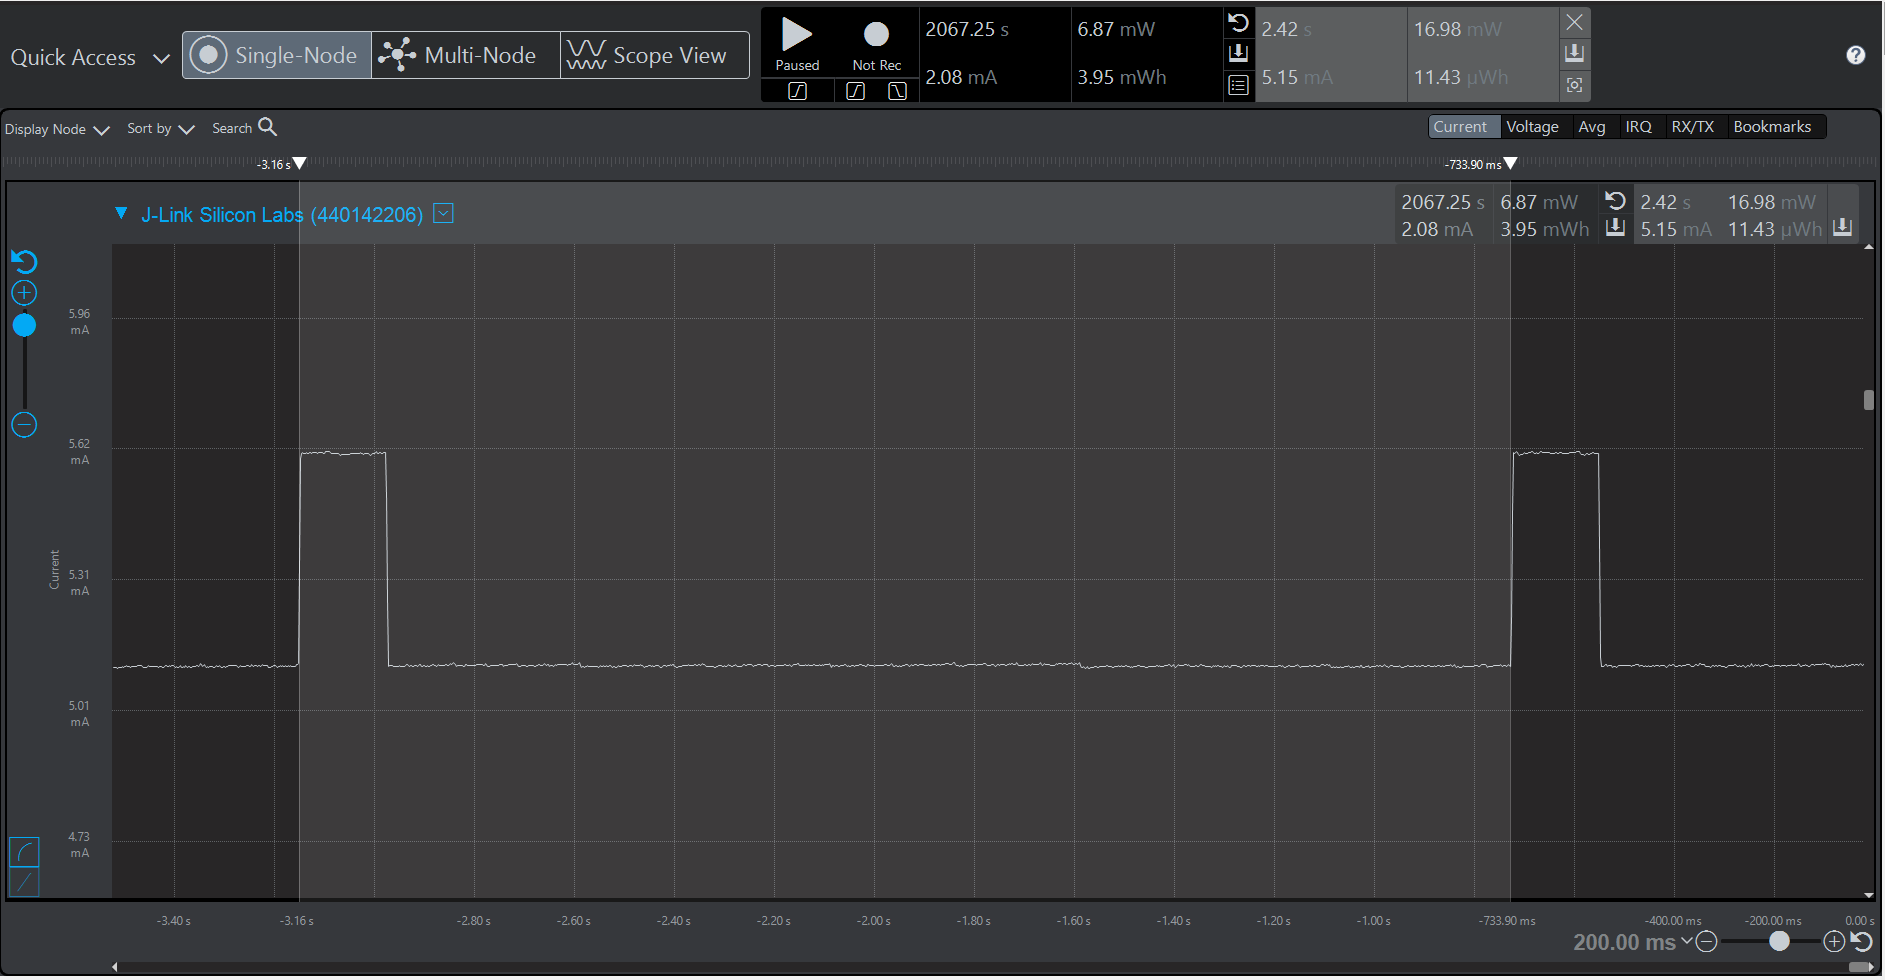 Quick Access
Single-Node
Multi-Node
Scope View
Paused
Not Rec
2067.25 s
6.87 mW
2.08 mA
3.95 mWh
2.42 s
16.98 mW
5.15 mA
11.43 µWh
Display Node
Sort by
Search
Current
Voltage
Avg
IRQ
RX/TX
Bookmarks
-3.16 s
-733.90 ms
J-Link Silicon Labs (440142206)
2067.25 s
6.87 mW
2.42 s
16.98 mW
2.08 mA
3.95 mWh
5.15 mA
11.43 µWh
5.96
mA
5.62
mA
Current
5.31
mA
5.01
mA
4.73
mA
-3.40 s
-3.16 s
-2.80 s
-2.60 s
-2.40 s
-2.20 s
-2.00 s
-1.80 s
-1.60 s
-1.40 s
-1.20 s
-1.00 s
-733.90 ms
-400.00 ms
-200.00 ms
0.00 s
200.00 ms